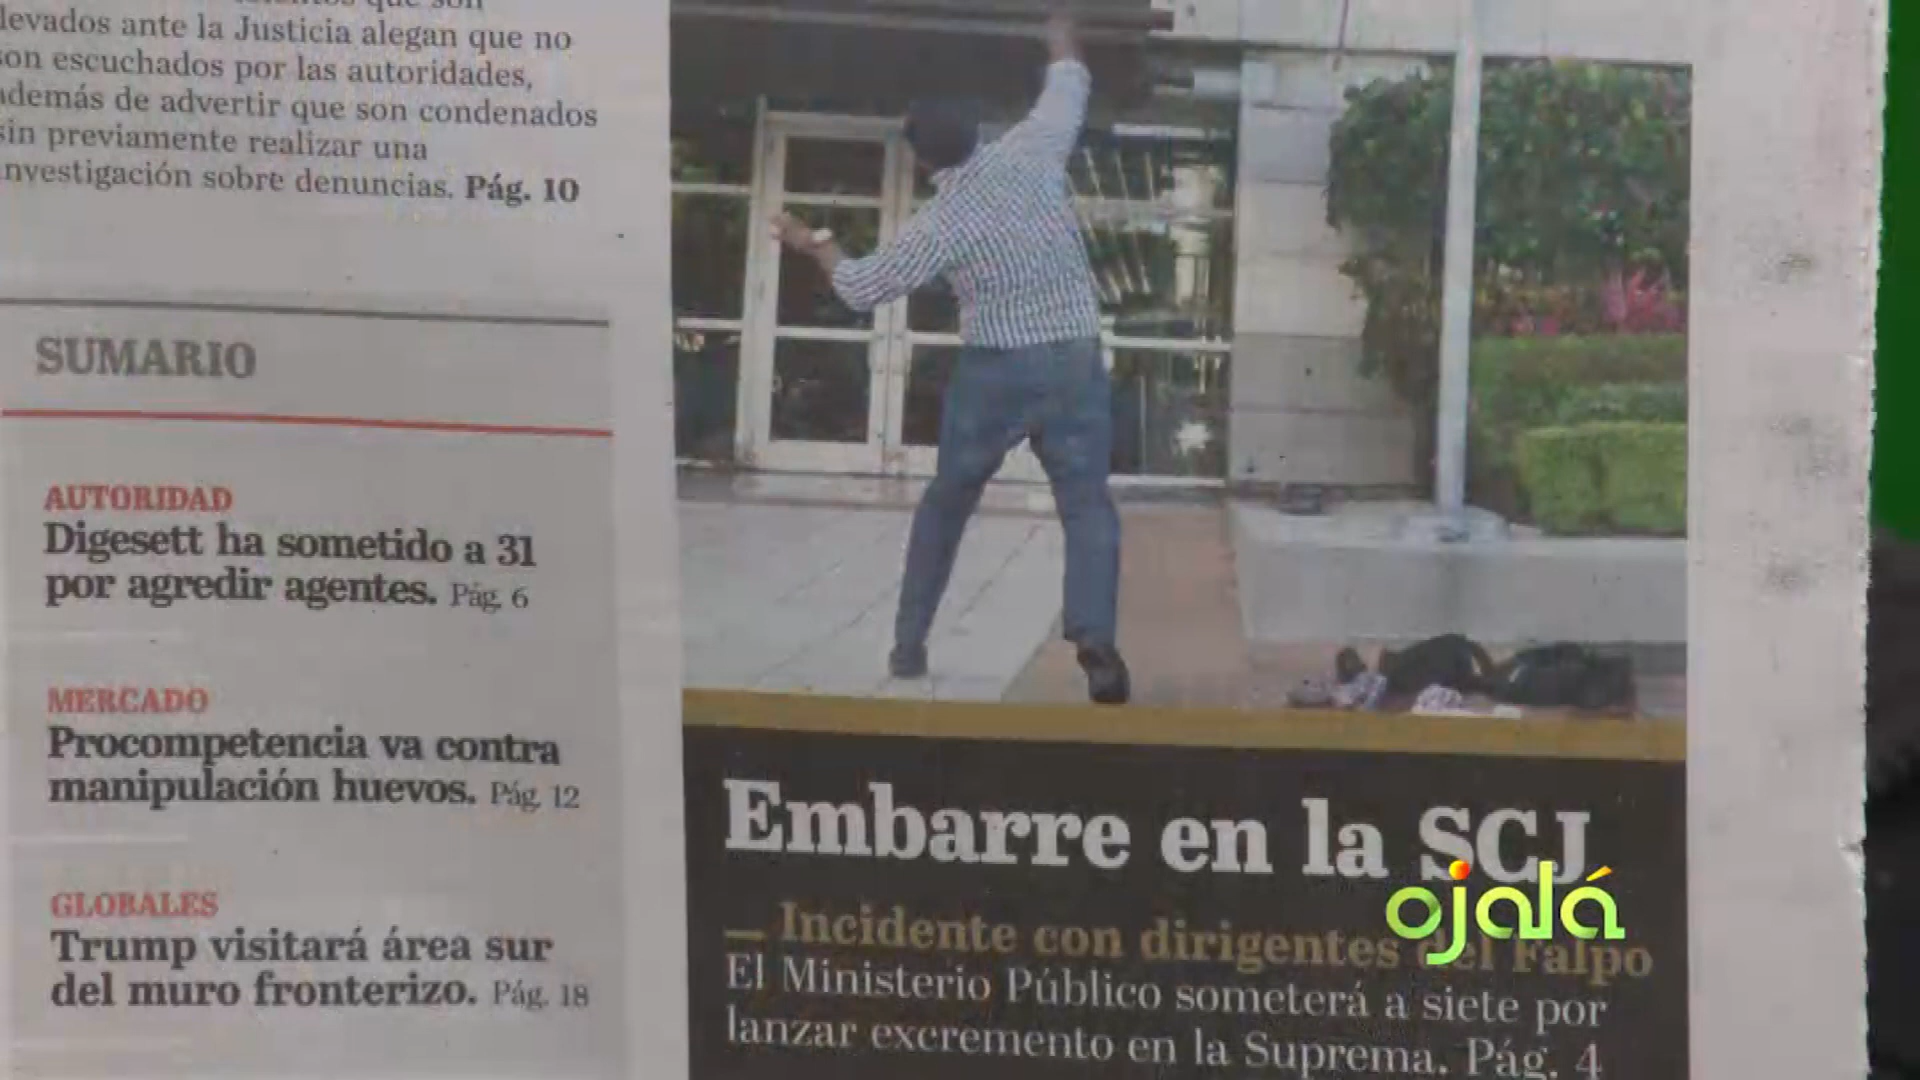 levados ante la Justicia alegan que no
son escuchados por las autoridades,
además de advertir que son condenados
sin previamente realizar una
investigación sobre denuncias. Pág. 10
SUMARIO
AUTORIDAD
Digesett ha sometido a 31
por agredir agentes. Pág. 6
MERCADO
Procompetencia va contra
manipulación huevos. Pág. 12
GLOBALES
Trump visitará área sur
del muro fronterizo. Pág. 18
Embarre en la SCJ
ojalá
_ Incidente con dirigentes del Falpo
El Ministerio Público someterá a siete por
lanzar excremento en la Suprema. Pág. 4